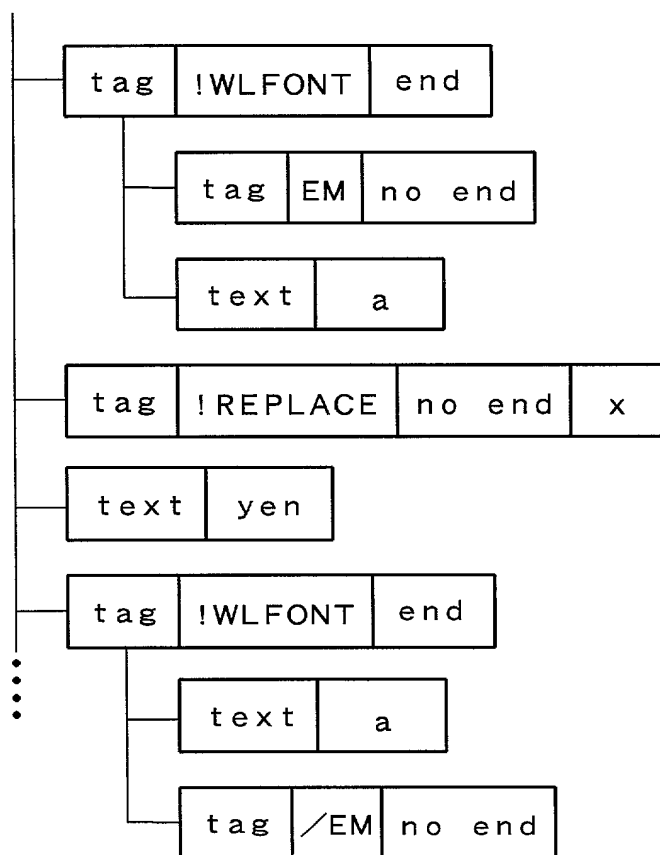 tag !WLFONT end
tag EM no end
text a
tag !REPLACE no end x
text yen
tag !WLFONT end
text a
tag /EM no end